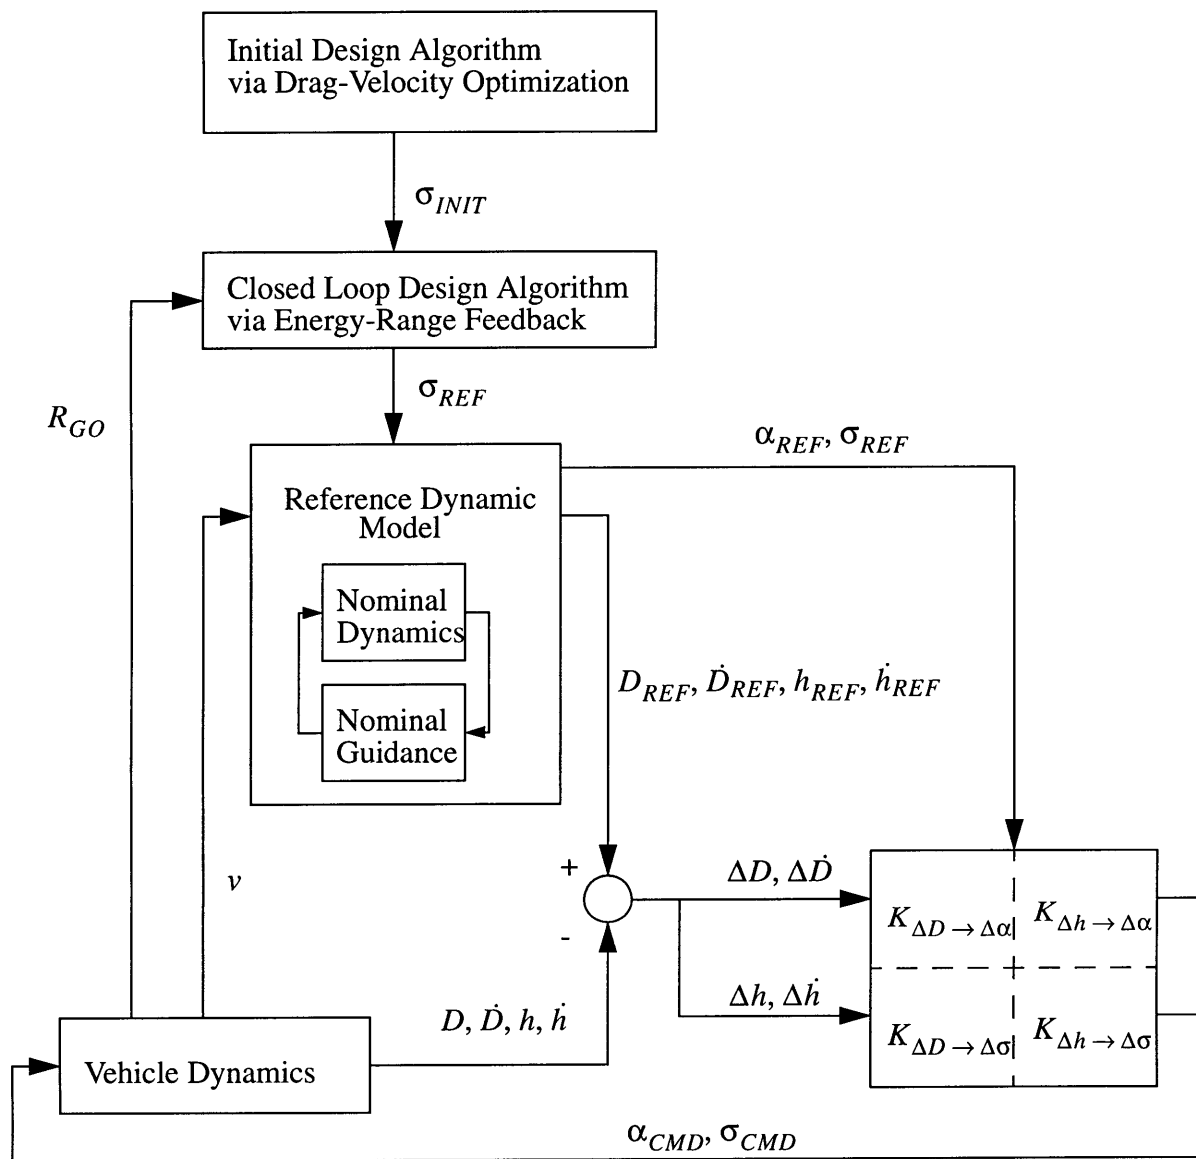 Initial Design Algorithm
via Drag-Velocity Optimization
σ_INIT
Closed Loop Design Algorithm
via Energy-Range Feedback
σ_REF
R_GO
α_REF, σ_REF
Reference Dynamic
Model
Nominal
Dynamics
D_REF, Ḋ_REF, h_REF, ḣ_REF
Nominal
Guidance
+
ΔD, ΔḊ
v
K_ΔD → Δα
K_Δh → Δα
-
Δh, Δḣ
D, Ḋ, h, ḣ
K_ΔD → Δσ
K_Δh → Δσ
Vehicle Dynamics
α_CMD, σ_CMD